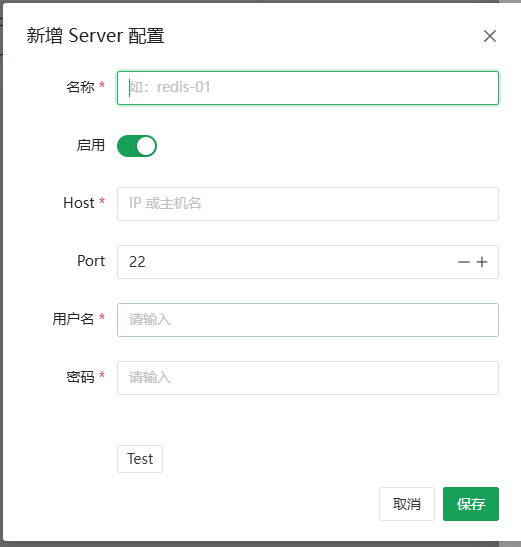 新增 Server 配置
名称 *
如：redis-01
启用
Host *
IP 或主机名
Port
22
用户名 *
请输入
密码 *
请输入
Test
取消
保存